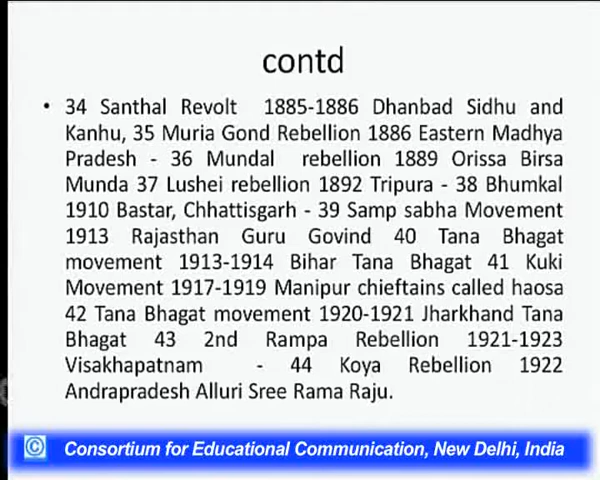 contd
• 34 Santhal Revolt 1885-1886 Dhanbad Sidhu and
Kanhu, 35 Muria Gond Rebellion 1886 Eastern Madhya
Pradesh - 36 Mundal rebellion 1889 Orissa Birsa
Munda 37 Lushei rebellion 1892 Tripura - 38 Bhumkal
1910 Bastar, Chhattisgarh - 39 Samp sabha Movement
1913 Rajasthan Guru Govind 40 Tana Bhagat
movement 1913-1914 Bihar Tana Bhagat 41 Kuki
Movement 1917-1919 Manipur chieftains called haosa
42 Tana Bhagat movement 1920-1921 Jharkhand Tana
Bhagat 43 2nd Rampa Rebellion 1921-1923
Visakhapatnam - 44 Koya Rebellion 1922
Andrapradesh Alluri Sree Rama Raju.
© Consortium for Educational Communication, New Delhi, India